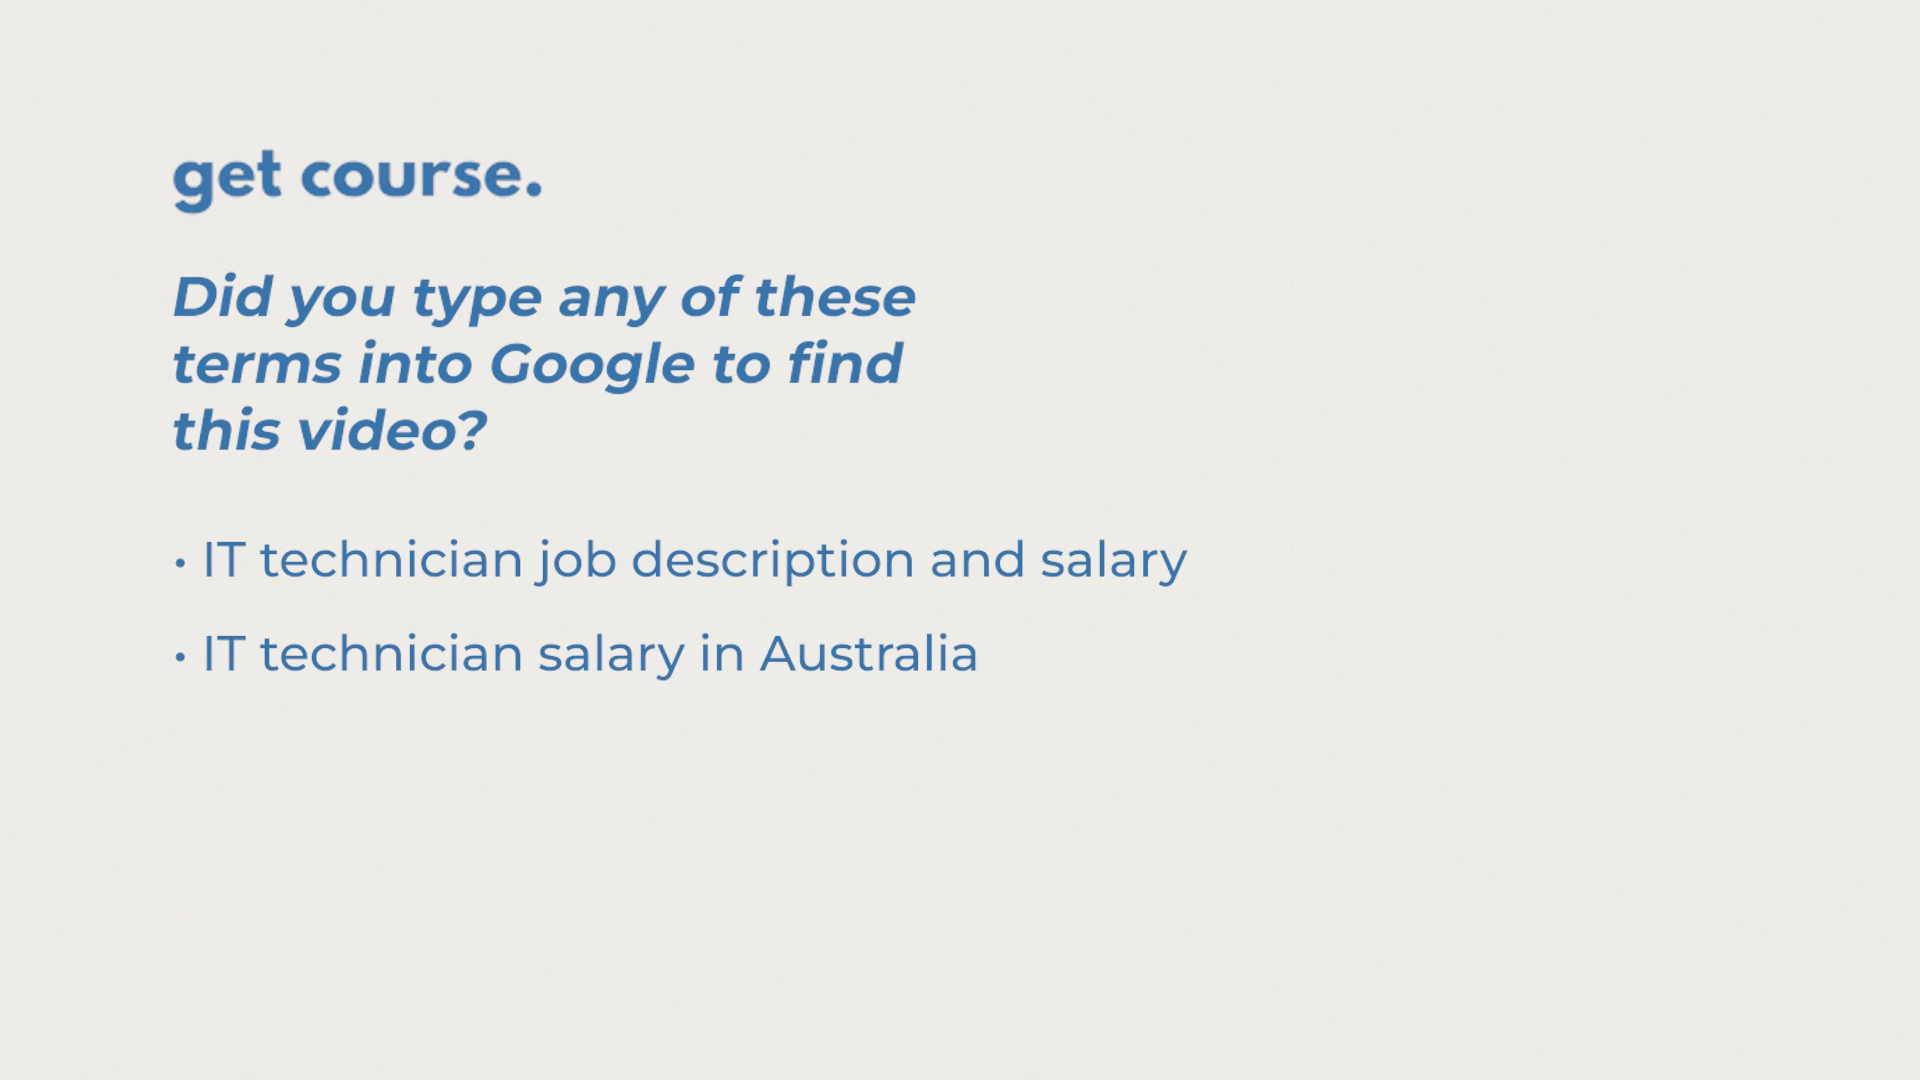 get course.
Did you type any of these
terms into Google to find
this video?
• IT technician job description and salary
• IT technician salary in Australia